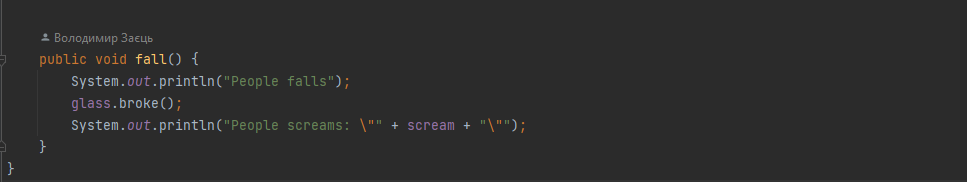 Володимир Заєць
public void fall() {
System.out.println("People falls");
glass.broke();
System.out.println("People screams: \"" + scream + "\"");
}
}